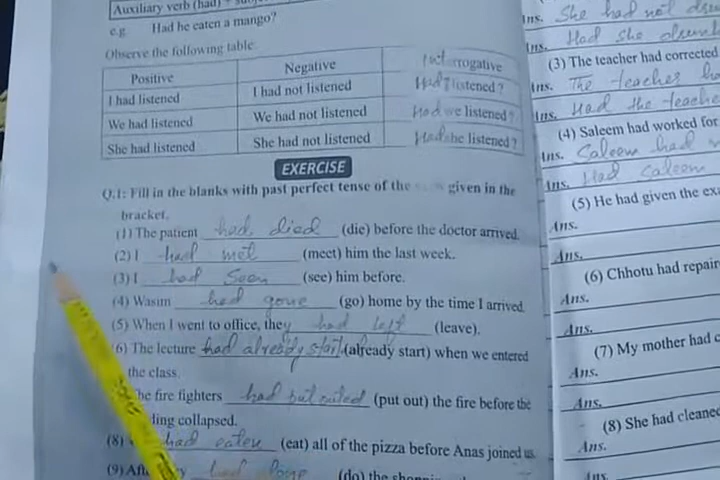 Auxiliary verb (had) +
e.g. Had he eaten a mango?
Observe the following table
Positive Negative
I had listened I had not listened Had I listened?
We had listened We had not listened Had we listened?
She had listened She had not listened Had she listened?
EXERCISE
Q.1: Fill in the blanks with past perfect tense of the given in the
bracket.
(1) The patient had died (die) before the doctor arrived.
(2) I had met (meet) him the last week.
(3) I had seen (see) him before.
(4) Wasim had gone (go) home by the time I arrived.
(5) When I went to office, they had left (leave).
(6) The lecture had already start (already start) when we entered
the class.
he fire fighters had put outed (put out) the fire before the
ling collapsed.
(8) had eaten (eat) all of the pizza before Anas joined us.
(9) Aft y had done (do) the
Ans. She had not
Ans. Had she
(3) The teacher had corrected
Ans. The teacher
Ans. Had the teache
(4) Saleem had worked for
Ans. Saleem had
Ans. Had Saleem
(5) He had given the exa
Ans.
Ans.
(6) Chhotu had repair
Ans.
Ans.
(7) My mother had c
Ans.
Ans.
(8) She had cleane
Ans.
Ans.